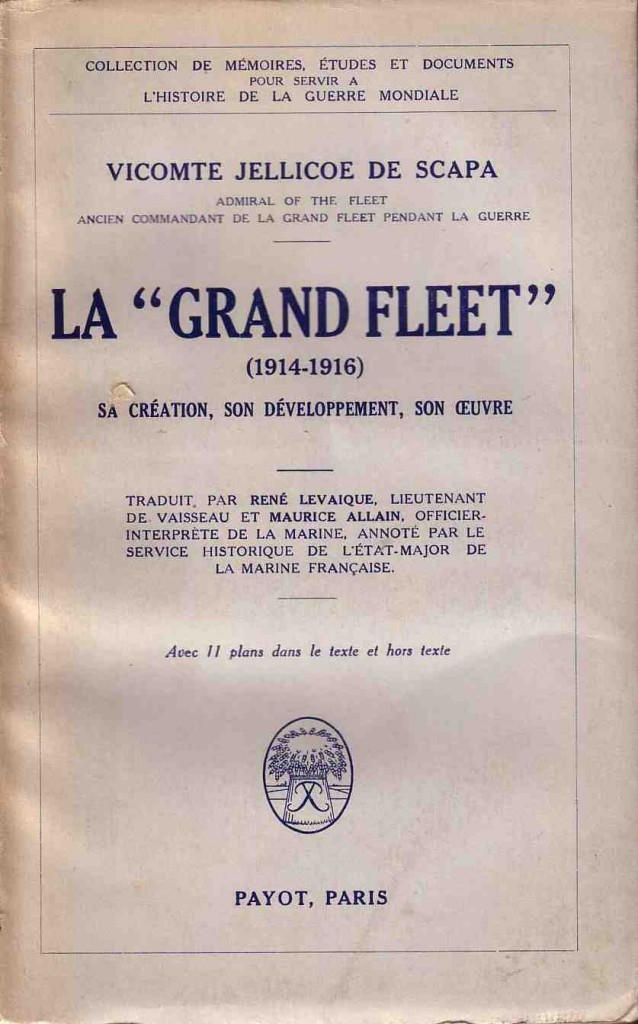 COLLECTION DE MÉMOIRES, ÉTUDES ET DOCUMENTS
POUR SERVIR A
L'HISTOIRE DE LA GUERRE MONDIALE
VICOMTE JELLICOE DE SCAPA
ADMIRAL OF THE FLEET
ANCIEN COMMANDANT DE LA GRAND FLEET PENDANT LA GUERRE
LA “GRAND FLEET”
(1914-1916)
SA CRÉATION, SON DÉVELOPPEMENT, SON ŒUVRE
TRADUIT PAR RENÉ LEVAIQUE, LIEUTENANT
DE VAISSEAU ET MAURICE ALLAIN, OFFICIER-
INTERPRÈTE DE LA MARINE, ANNOTÉ PAR LE
SERVICE HISTORIQUE DE L'ÉTAT-MAJOR DE
LA MARINE FRANÇAISE.
Avec 11 plans dans le texte et hors texte
PAYOT, PARIS